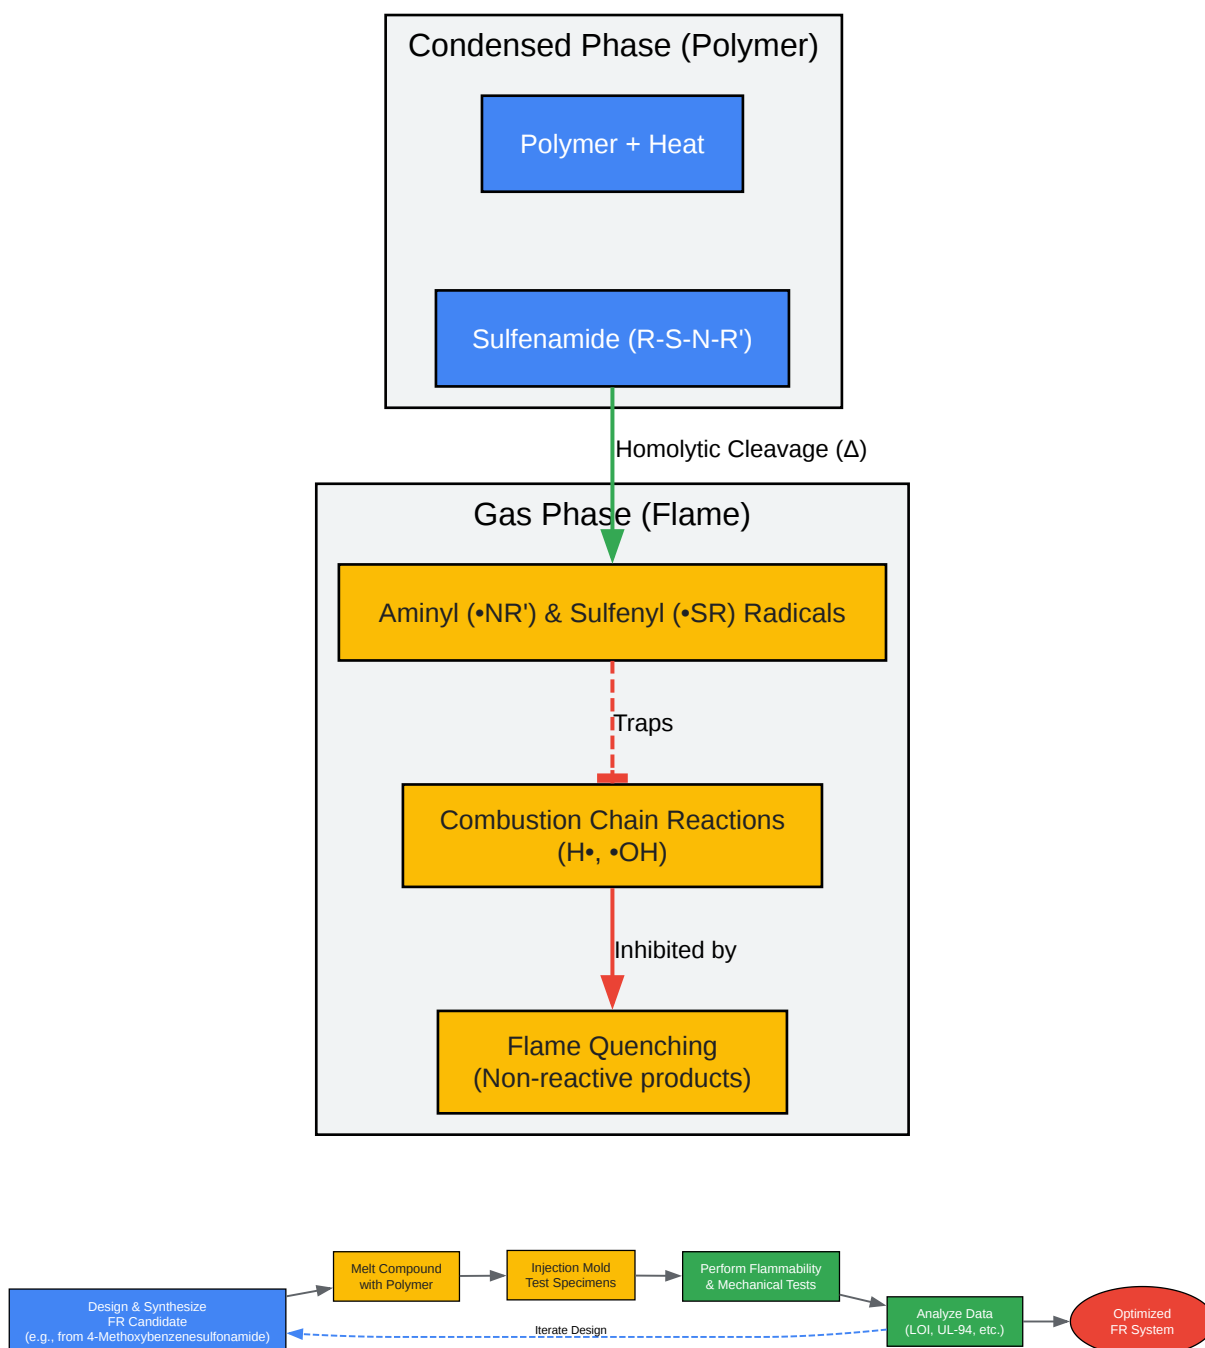 Condensed Phase (Polymer)
Polymer + Heat
Sulfenamide (R-S-N-R')
Homolytic Cleavage (Δ)
Gas Phase (Flame)
Aminyl (•NR') & Sulfenyl (•SR) Radicals
Traps
Combustion Chain Reactions
(H•, •OH)
Inhibited by
Flame Quenching
(Non-reactive products)
Design & Synthesize
FR Candidate
(e.g., from 4-Methoxybenzenesulfonamide)
Melt Compound
with Polymer
Injection Mold
Test Specimens
Perform Flammability
& Mechanical Tests
Analyze Data
(LOI, UL-94, etc.)
Optimized
FR System
Iterate Design